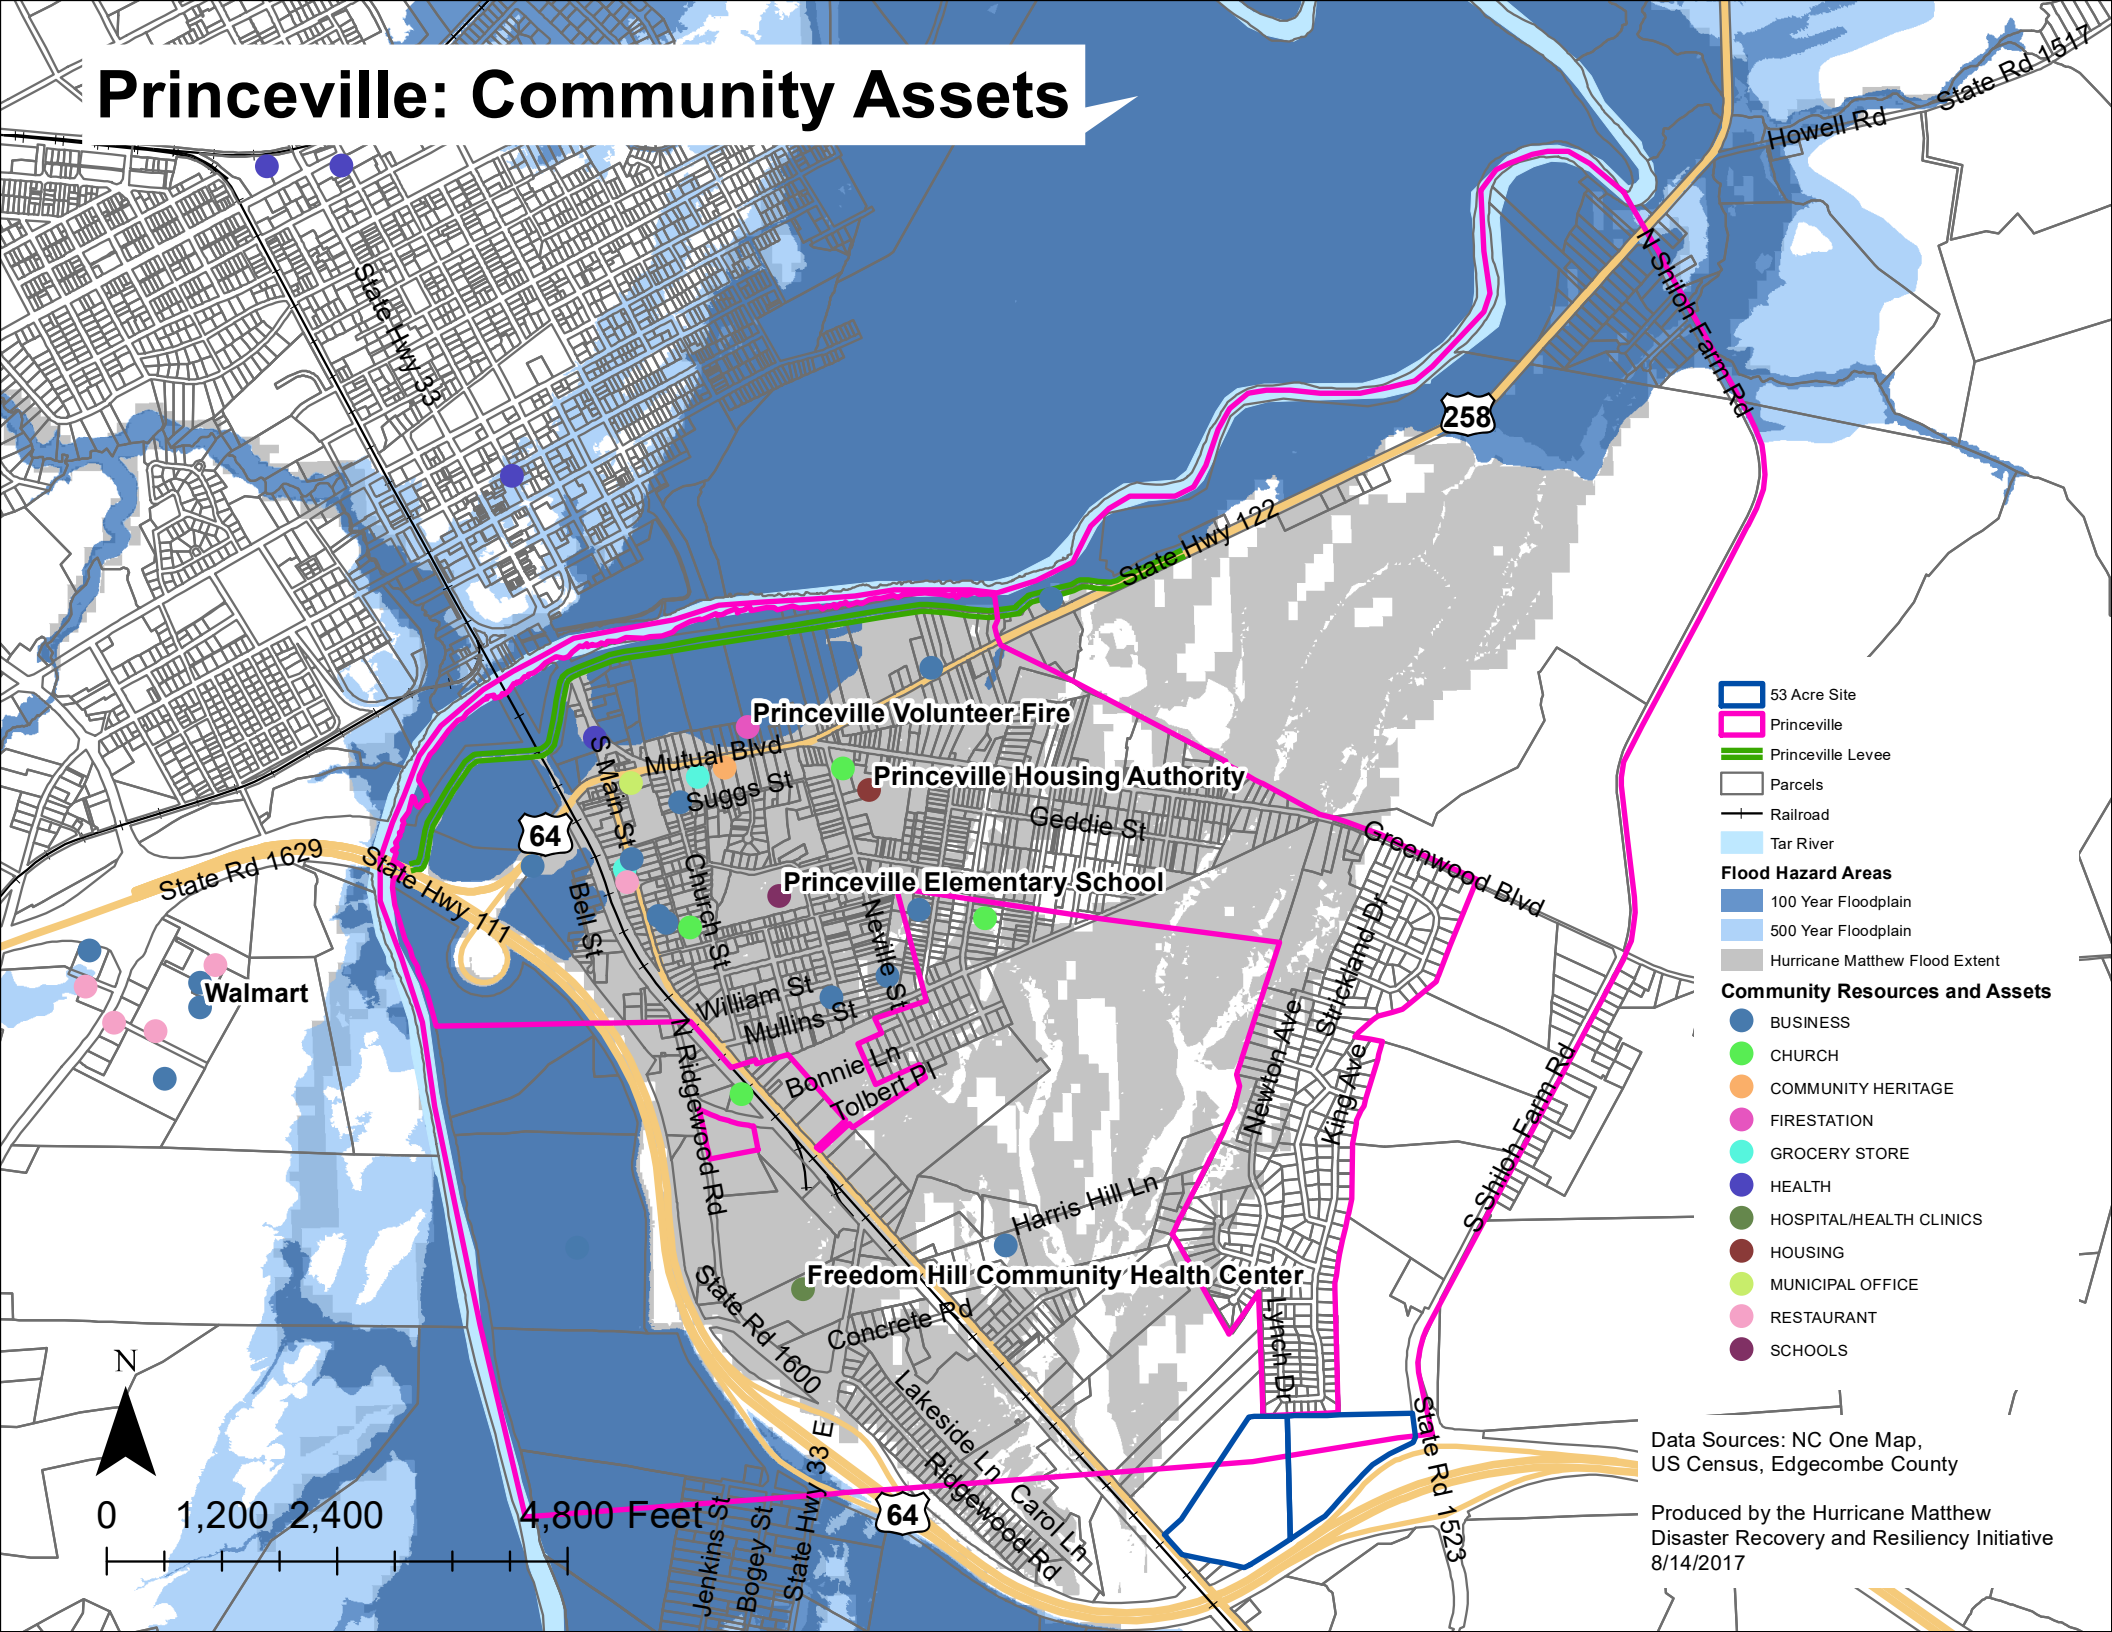 Princeville: Community Assets
State Rd 1517
Howell Rd
N Shiloh Farm Rd
State Hwy 33
258
State Hwy 122
Princeville Volunteer Fire
Mutual Blvd
S Main St
Suggs St
Princeville Housing Authority
Geddie St
64
Greenwood Blvd
State Rd 1629
State Hwy 111
Bell St
Church St
Princeville Elementary School
Neville St
Strickland Dr
Walmart
William St
Mullins St
N Ridgewood Rd
Bonnie Ln
Tolbert Pl
Newton Ave
King Ave
S Shiloh Farm Rd
Harris Hill Ln
Freedom Hill Community Health Center
State Rd 1600
Concrete Rd
Lynch Dr
Lakeside Ln
State Hwy 33 E
Ridgewood Rd
Carol Ln
64
State Rd 1523
Jenkins St
Bogey St
N
0 1,200 2,400 4,800 Feet
53 Acre Site
Princeville
Princeville Levee
Parcels
Railroad
Tar River
Flood Hazard Areas
100 Year Floodplain
500 Year Floodplain
Hurricane Matthew Flood Extent
Community Resources and Assets
BUSINESS
CHURCH
COMMUNITY HERITAGE
FIRESTATION
GROCERY STORE
HEALTH
HOSPITAL/HEALTH CLINICS
HOUSING
MUNICIPAL OFFICE
RESTAURANT
SCHOOLS
Data Sources: NC One Map,
US Census, Edgecombe County
Produced by the Hurricane Matthew
Disaster Recovery and Resiliency Initiative
8/14/2017